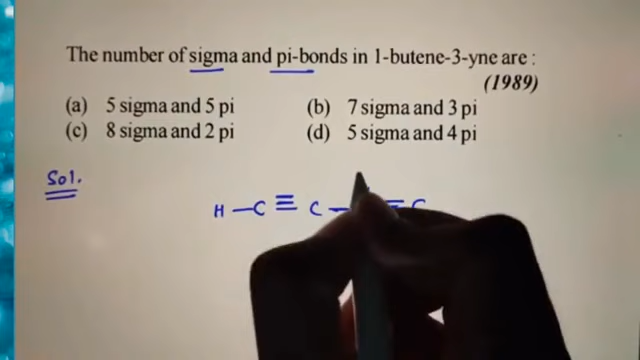 The number of sigma and pi-bonds in 1-butene-3-yne are :
(1989)
(a) 5 sigma and 5 pi (b) 7 sigma and 3 pi
(c) 8 sigma and 2 pi (d) 5 sigma and 4 pi
Sol.
H — C ≡ C — = C